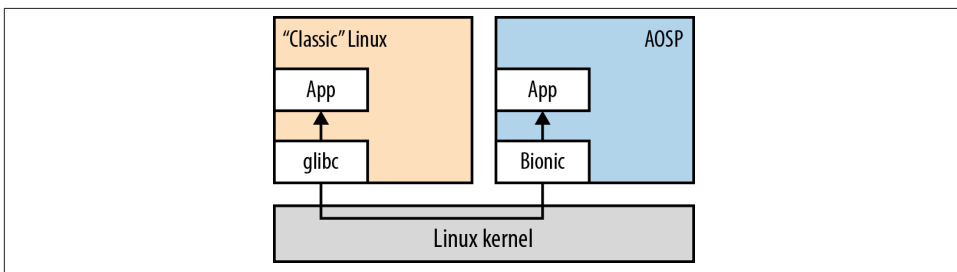 “Classic” Linux
AOSP
App
App
glibc
Bionic
Linux kernel